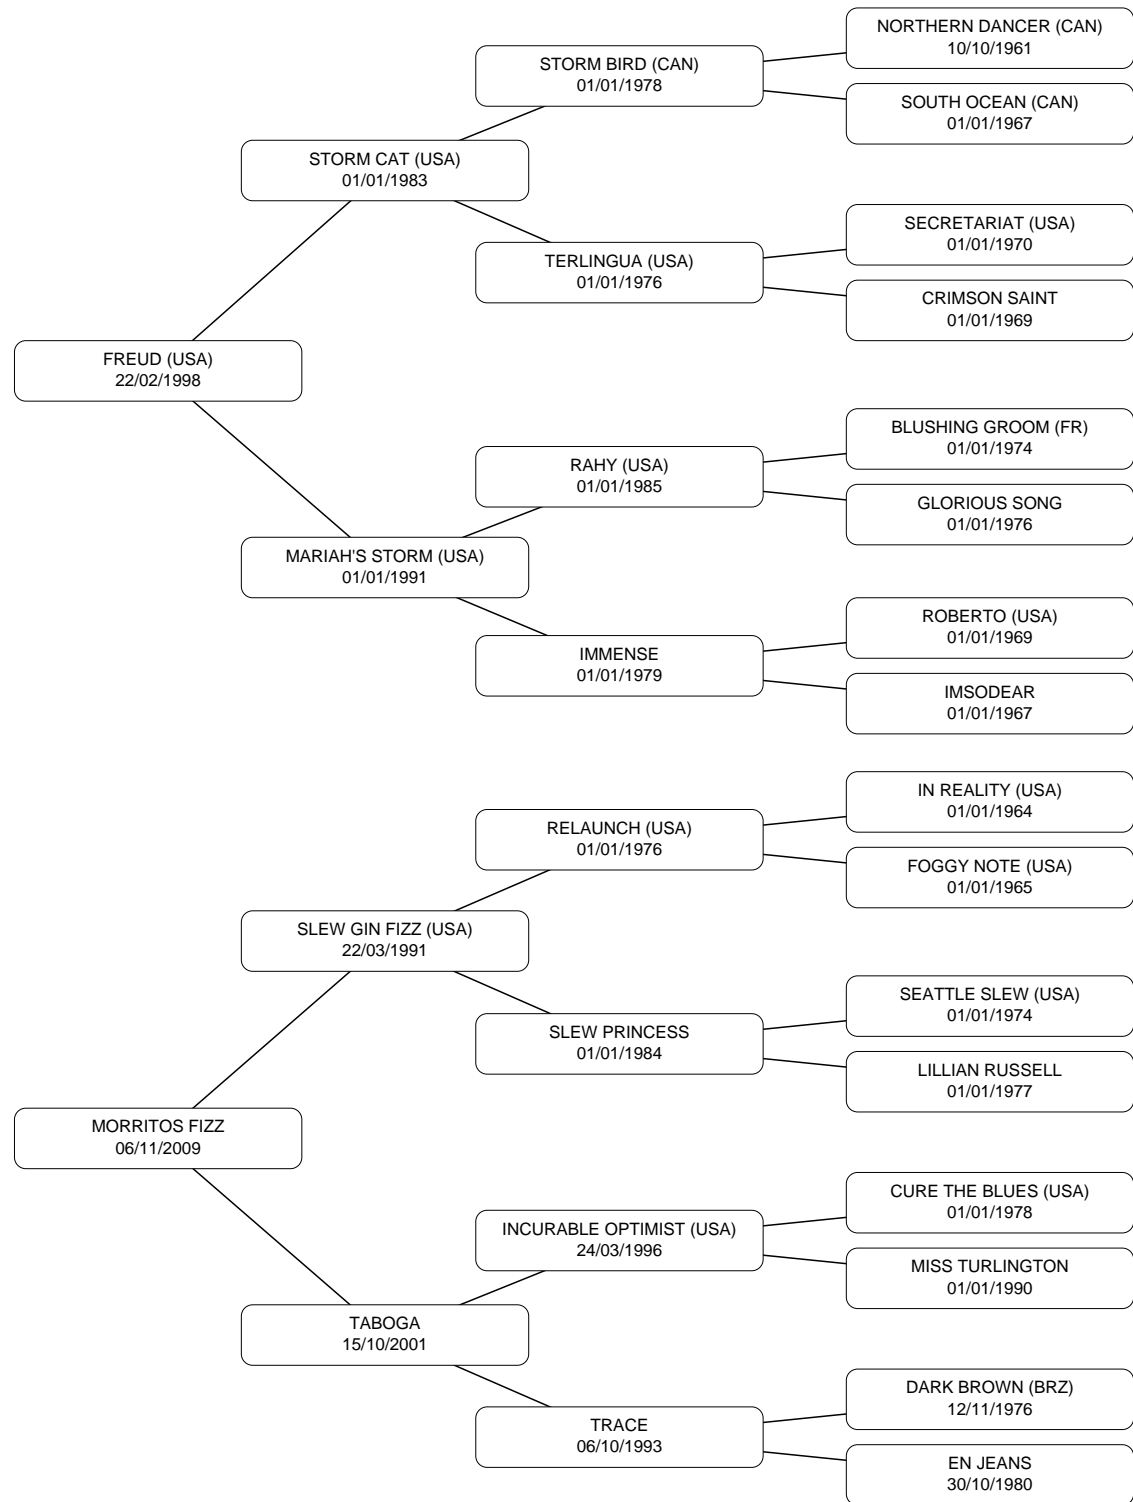 NORTHERN DANCER (CAN)
10/10/1961
STORM BIRD (CAN)
01/01/1978
SOUTH OCEAN (CAN)
01/01/1967
STORM CAT (USA)
01/01/1983
SECRETARIAT (USA)
01/01/1970
TERLINGUA (USA)
01/01/1976
CRIMSON SAINT
01/01/1969
FREUD (USA)
22/02/1998
BLUSHING GROOM (FR)
01/01/1974
RAHY (USA)
01/01/1985
GLORIOUS SONG
01/01/1976
MARIAH'S STORM (USA)
01/01/1991
ROBERTO (USA)
01/01/1969
IMMENSE
01/01/1979
IMSODEAR
01/01/1967
IN REALITY (USA)
01/01/1964
RELAUNCH (USA)
01/01/1976
FOGGY NOTE (USA)
01/01/1965
SLEW GIN FIZZ (USA)
22/03/1991
SEATTLE SLEW (USA)
01/01/1974
SLEW PRINCESS
01/01/1984
LILLIAN RUSSELL
01/01/1977
MORRITOS FIZZ
06/11/2009
CURE THE BLUES (USA)
01/01/1978
INCURABLE OPTIMIST (USA)
24/03/1996
MISS TURLINGTON
01/01/1990
TABOGA
15/10/2001
DARK BROWN (BRZ)
12/11/1976
TRACE
06/10/1993
EN JEANS
30/10/1980